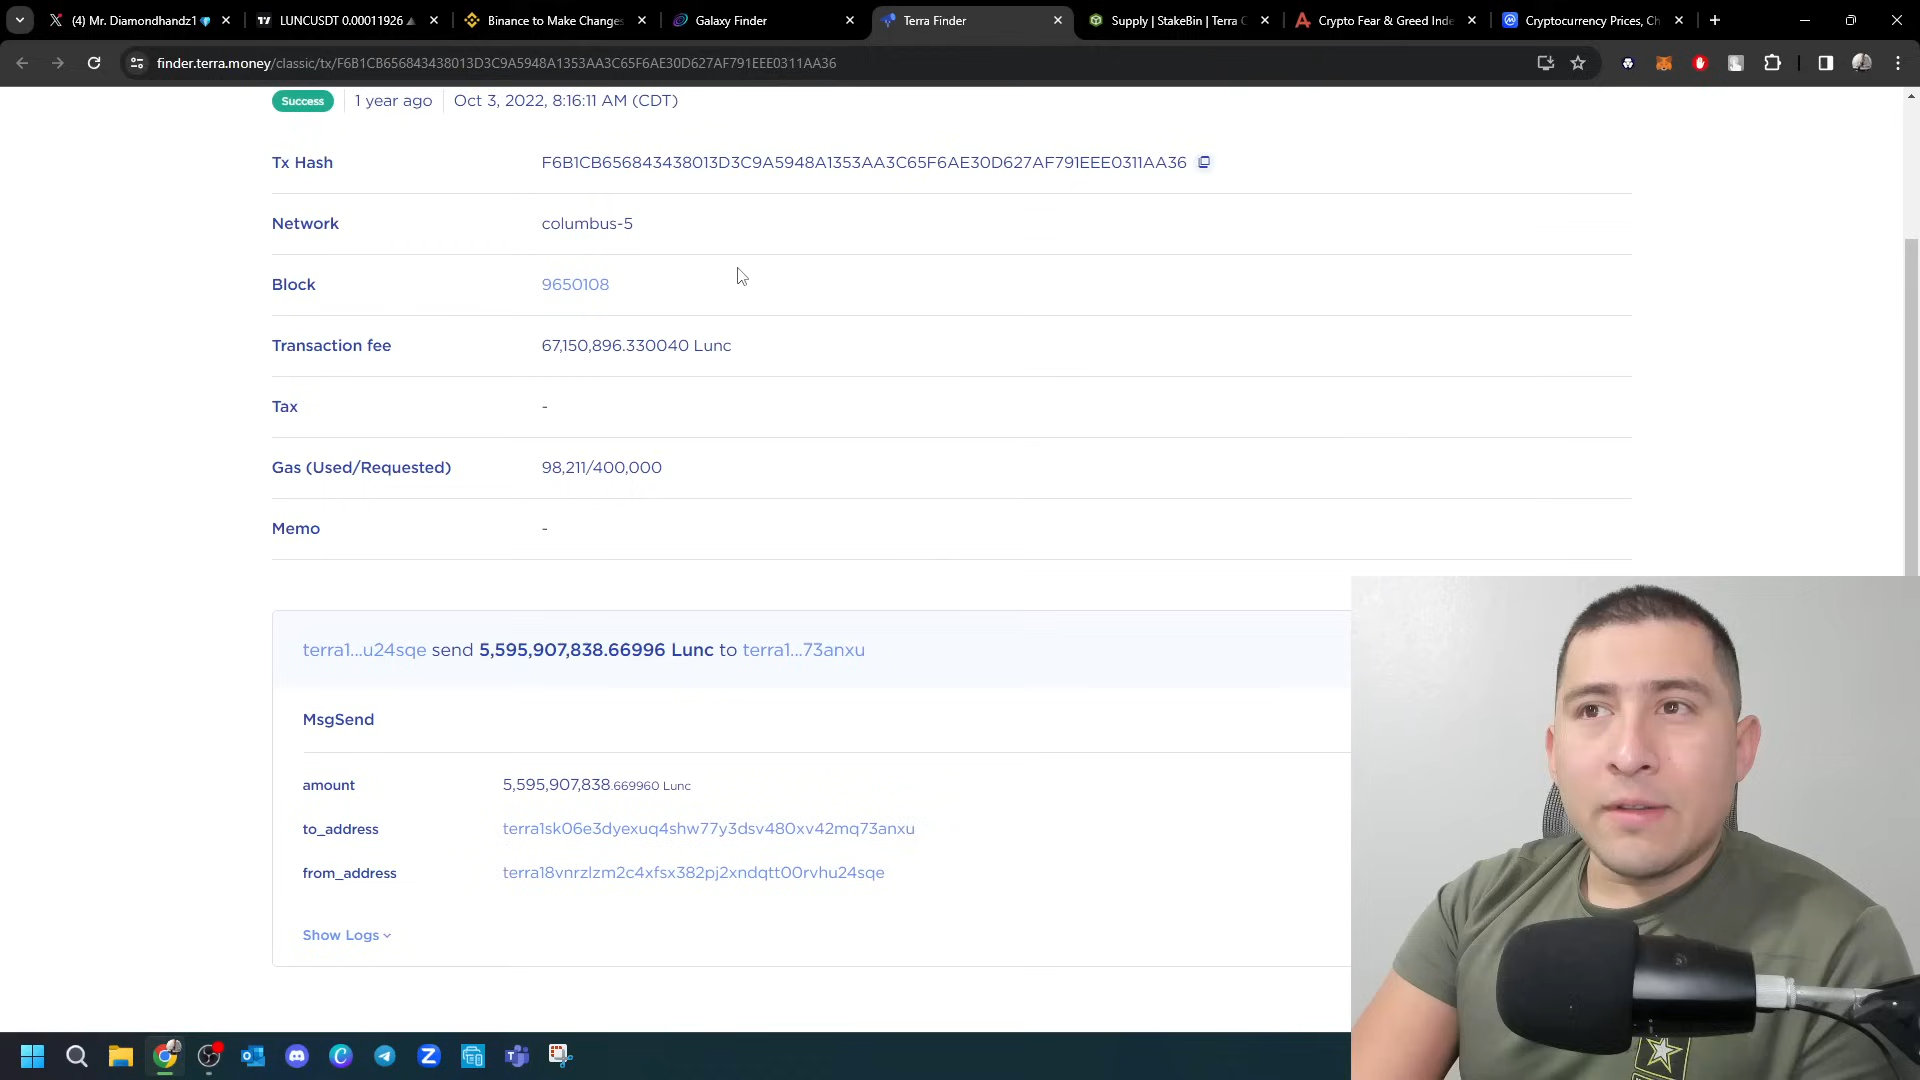 (4) Mr. Diamondhandz1
LUNCUSDT 0.00011926
Binance to Make Changes
Galaxy Finder
Terra Finder
Supply | StakeBin | Terra C
Crypto Fear & Greed Inde
Cryptocurrency Prices, Ch
finder.terra.money/classic/tx/F6B1CB656843438013D3C9A5948A1353AA3C65F6AE30D627AF791EEE0311AA36
Success
1 year ago
Oct 3, 2022, 8:16:11 AM (CDT)
Tx Hash
F6B1CB656843438013D3C9A5948A1353AA3C65F6AE30D627AF791EEE0311AA36
Network
columbus-5
Block
9650108
Transaction fee
67,150,896.330040 Lunc
Tax
-
Gas (Used/Requested)
98,211/400,000
Memo
-
terra1...u24sqe send 5,595,907,838.66996 Lunc to terra1...73anxu
MsgSend
amount
5,595,907,838.669960 Lunc
to_address
terra1sk06e3dyexuq4shw77y3dsv480xv42mq73anxu
from_address
terra18vnrzlzm2c4xfsx382pj2xndqtt00rvhu24sqe
Show Logs